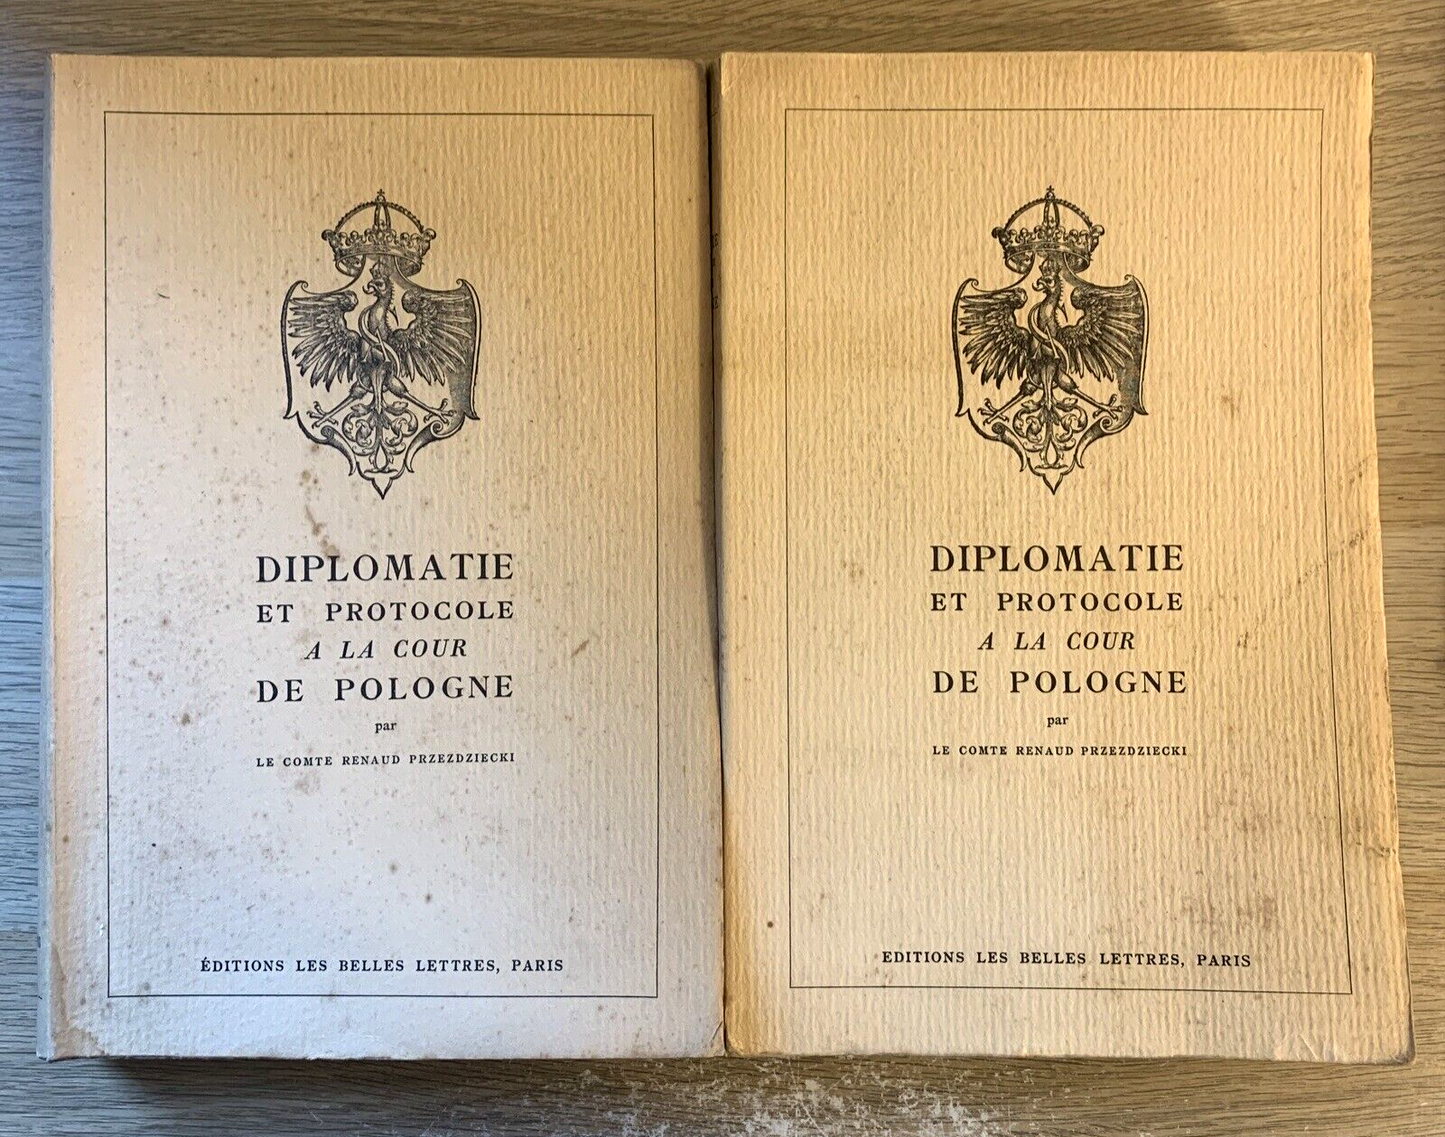 DIPLOMATIE
ET PROTOCOLE
A LA COUR
DE POLOGNE
par
LE COMTE RENAUD PRZEZDZIECKI
ÉDITIONS LES BELLES LETTRES, PARIS
DIPLOMATIE
ET PROTOCOLE
A LA COUR
DE POLOGNE
par
LE COMTE RENAUD PRZEZDZIECKI
EDITIONS LES BELLES LETTRES, PARIS